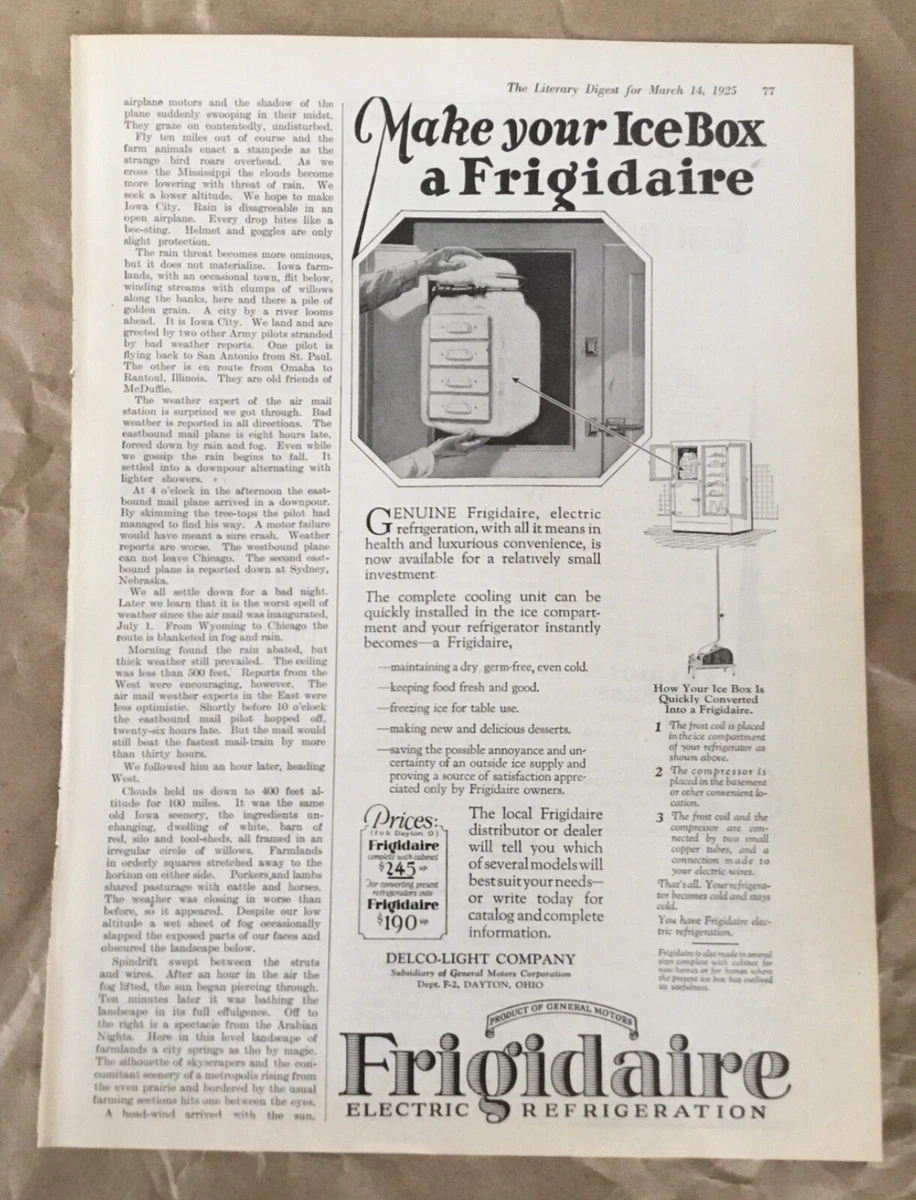 The Literary Digest for March 14, 1925 77
airplane motors and the shadow of the
plane suddenly swooping in their midst.
They graze on contentedly, undisturbed.
Fly ten miles out of course and the
farm animals enact a stampede as the
strange bird roars overhead. As we
cross the Mississippi the clouds become
more lowering with threat of rain. We
seek a lower altitude. We hope to make
Iowa City. Rain is disagreeable in an
open airplane. Every drop bites like a
bee-sting. Helmet and goggles are only
slight protection.
The rain threat becomes more ominous,
but it does not materialize. Iowa farm-
lands, with an occasional town, flit below,
winding streams with clumps of willows
along the banks, here and there a pile of
golden grain. A city by a river looms
ahead. It is Iowa City. We land and are
greeted by two other Army pilots stranded
by bad weather reports. One pilot is
flying back to San Antonio from St. Paul.
The other is en route from Omaha to
Rantoul, Illinois. They are old friends of
McDuffie.
The weather expert of the air mail
station is surprized we got through. Bad
weather is reported in all directions. The
eastbound mail plane is eight hours late,
forced down by rain and fog. Even while
we gossip the rain begins to fall. It
settled into a downpour alternating with
lighter showers.
At 4 o'clock in the afternoon the east-
bound mail plane arrived in a downpour.
By skimming the tree-tops the pilot had
managed to find his way. A motor failure
would have meant a sure crash. Weather
reports are worse. The westbound plane
can not leave Chicago. The second east-
bound plane is reported down at Sydney,
Nebraska.
We all settle down for a bad night.
Later we learn that it is the worst spell of
weather since the air mail was inaugurated,
July 1. From Wyoming to Chicago the
route is blanketed in fog and rain.
Morning found the rain abated, but
thick weather still prevailed. The ceiling
was less than 500 feet. Reports from the
West were encouraging, however. The
air mail weather experts in the East were
less optimistic. Shortly before 10 o'clock
the eastbound mail pilot hopped off,
twenty-six hours late. But the mail would
still beat the fastest mail-train by more
than thirty hours.
We followed him an hour later, heading
West.
Clouds held us down to 400 feet al-
titude for 100 miles. It was the same
old Iowa scenery, the ingredients un-
changing, dwelling of white, barn of
red, silo and tool-sheds, all framed in an
irregular circle of willows. Farmlands
in orderly squares stretched away to the
horizon on either side. Porkers and lambs
shared pasturage with cattle and horses.
The weather was closing in worse than
before, so it appeared. Despite our low
altitude a wet sheet of fog occasionally
slapped the exposed parts of our faces and
obscured the landscape below.
Spindrift swept between the struts
and wires. After an hour in the air the
fog lifted, the sun began piercing through.
Ten minutes later it was bathing the
landscape in its full effulgence. Off to
the right is a spectacle from the Arabian
Nights. Here in this level landscape of
farmlands a city springs as tho by magic.
The silhouette of skyscrapers and the con-
comitant scenery of a metropolis rising from
the even prairie and bordered by the usual
farming sections hits one between the eyes.
A head-wind arrived with the sun.
Make your Ice Box
a Frigidaire
GENUINE Frigidaire, electric
refrigeration, with all it means in
health and luxurious convenience, is
now available for a relatively small
investment.
The complete cooling unit can be
quickly installed in the ice compart-
ment and your refrigerator instantly
becomes—a Frigidaire,
—maintaining a dry, germ-free, even cold.
—keeping food fresh and good.
—freezing ice for table use.
—making new and delicious desserts.
—saving the possible annoyance and un-
certainty of an outside ice supply and
proving a source of satisfaction appre-
ciated only by Frigidaire owners.
Prices:
(fob Dayton O)
Frigidaire
complete with cabinet
$245 up
For converting present
refrigerators into
Frigidaire
$190 up
The local Frigidaire
distributor or dealer
will tell you which
of several models will
best suit your needs—
or write today for
catalog and complete
information.
DELCO-LIGHT COMPANY
Subsidiary of General Motors Corporation
Dept. F-2, DAYTON, OHIO
How Your Ice Box Is
Quickly Converted
Into a Frigidaire.
1 The frost coil is placed
in the ice compartment
of your refrigerator as
shown above.
2 The compressor is
placed in the basement
or other convenient lo-
cation.
3 The frost coil and the
compressor are con-
nected by two small
copper tubes, and a
connection made to
your electric wires.
That's all. Your refrigera-
tor becomes cold and stays
cold.
You have Frigidaire elec-
tric refrigeration.
Frigidaire is also made in several
sizes complete with cabinet for
new homes or for homes where
the present ice box has outlived
its usefulness.
PRODUCT OF GENERAL MOTORS
Frigidaire
ELECTRIC REFRIGERATION